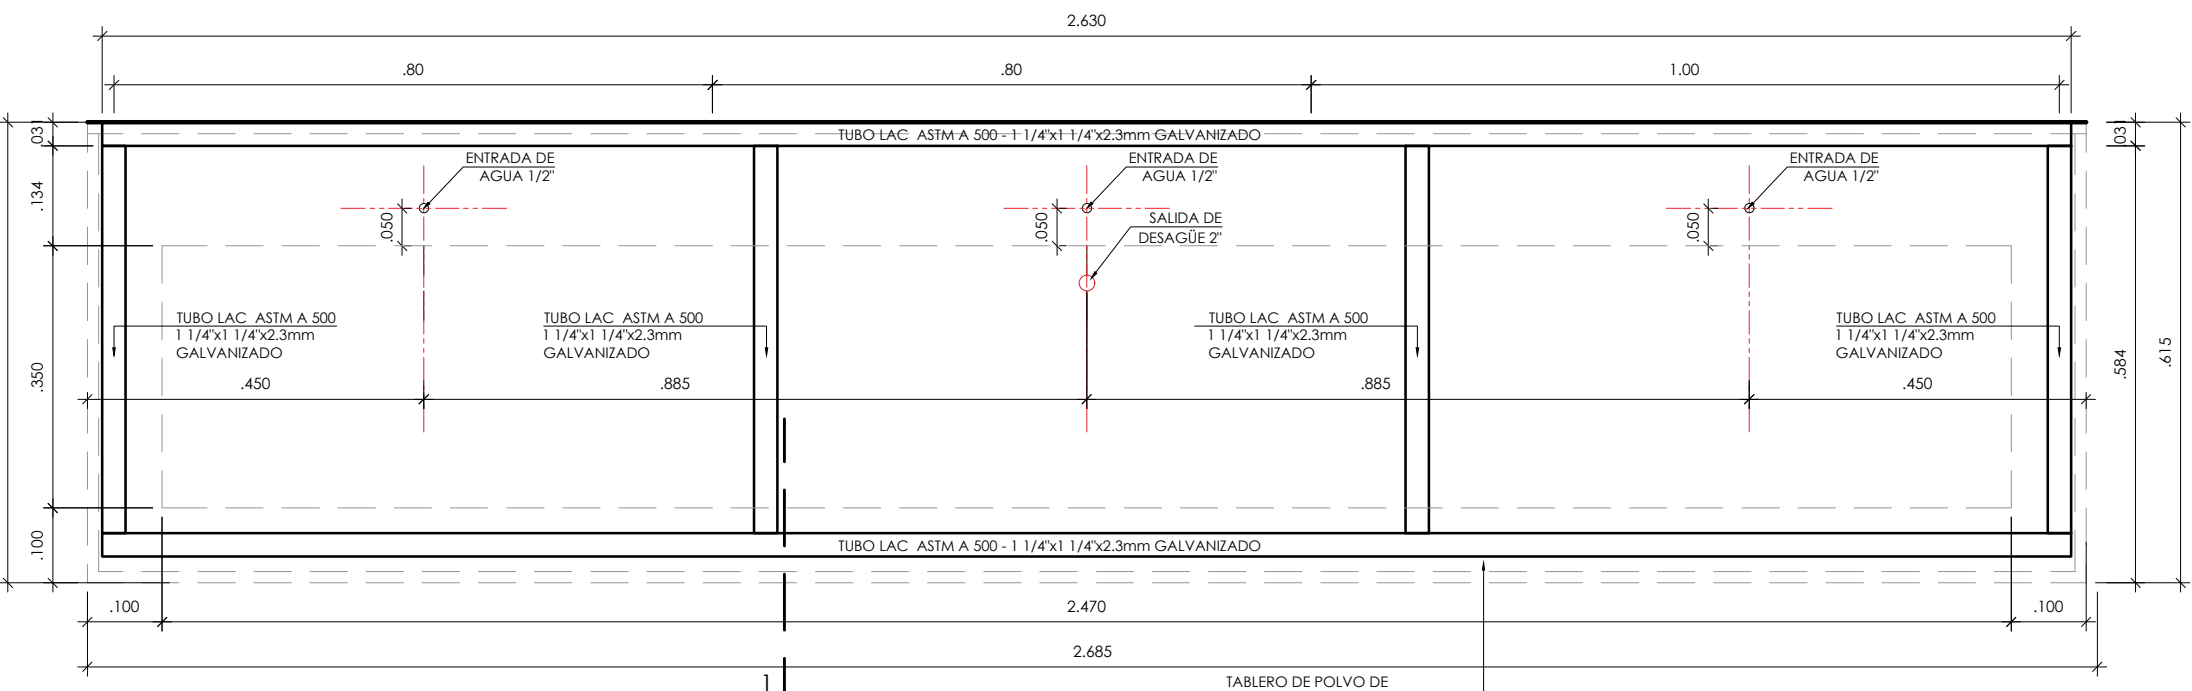 2.630
.80
.80
1.00
.031
TUBO LAC ASTM A 500 - 1 1/4"x1 1/4"x2.3mm GALVANIZADO
.031
ENTRADA DE
AGUA 1/2"
ENTRADA DE
AGUA 1/2"
ENTRADA DE
AGUA 1/2"
.134
.050
.050
SALIDA DE
DESAGÜE 2"
.050
TUBO LAC ASTM A 500
1 1/4"x1 1/4"x2.3mm
GALVANIZADO
TUBO LAC ASTM A 500
1 1/4"x1 1/4"x2.3mm
GALVANIZADO
TUBO LAC ASTM A 500
1 1/4"x1 1/4"x2.3mm
GALVANIZADO
TUBO LAC ASTM A 500
1 1/4"x1 1/4"x2.3mm
GALVANIZADO
.350
.450
.885
.885
.450
.584
.615
.100
TUBO LAC ASTM A 500 - 1 1/4"x1 1/4"x2.3mm GALVANIZADO
.100
2.470
.100
2.685
1
TABLERO DE POLVO DE